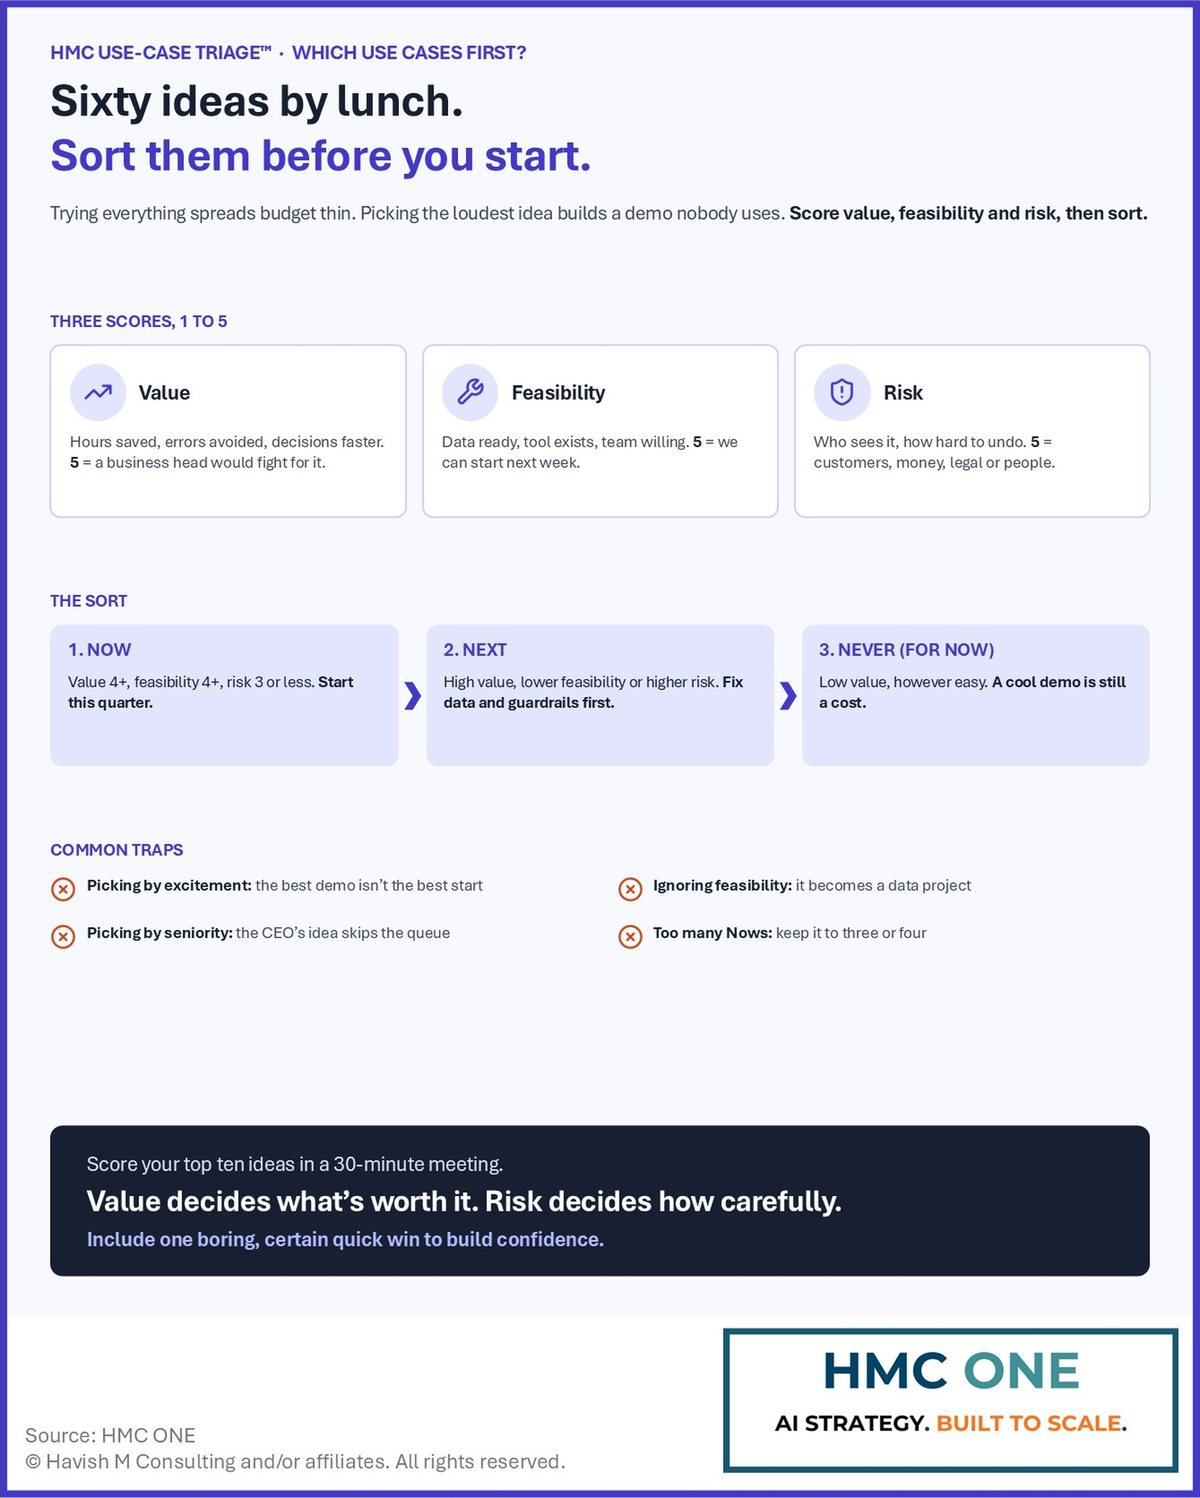 HMC USE-CASE TRIAGE™ · WHICH USE CASES FIRST?
Sixty ideas by lunch.
Sort them before you start.
Trying everything spreads budget thin. Picking the loudest idea builds a demo nobody uses. Score value, feasibility and risk, then sort.
THREE SCORES, 1 TO 5
Value
Hours saved, errors avoided, decisions faster.
5 = a business head would fight for it.
Feasibility
Data ready, tool exists, team willing. 5 = we
can start next week.
Risk
Who sees it, how hard to undo. 5 =
customers, money, legal or people.
THE SORT
1. NOW
Value 4+, feasibility 4+, risk 3 or less. Start
this quarter.
2. NEXT
High value, lower feasibility or higher risk. Fix
data and guardrails first.
3. NEVER (FOR NOW)
Low value, however easy. A cool demo is still
a cost.
COMMON TRAPS
Picking by excitement: the best demo isn’t the best start
Ignoring feasibility: it becomes a data project
Picking by seniority: the CEO’s idea skips the queue
Too many Nows: keep it to three or four
Score your top ten ideas in a 30-minute meeting.
Value decides what’s worth it. Risk decides how carefully.
Include one boring, certain quick win to build confidence.
HMC ONE
AI STRATEGY. BUILT TO SCALE.
Source: HMC ONE
© Havish M Consulting and/or affiliates. All rights reserved.